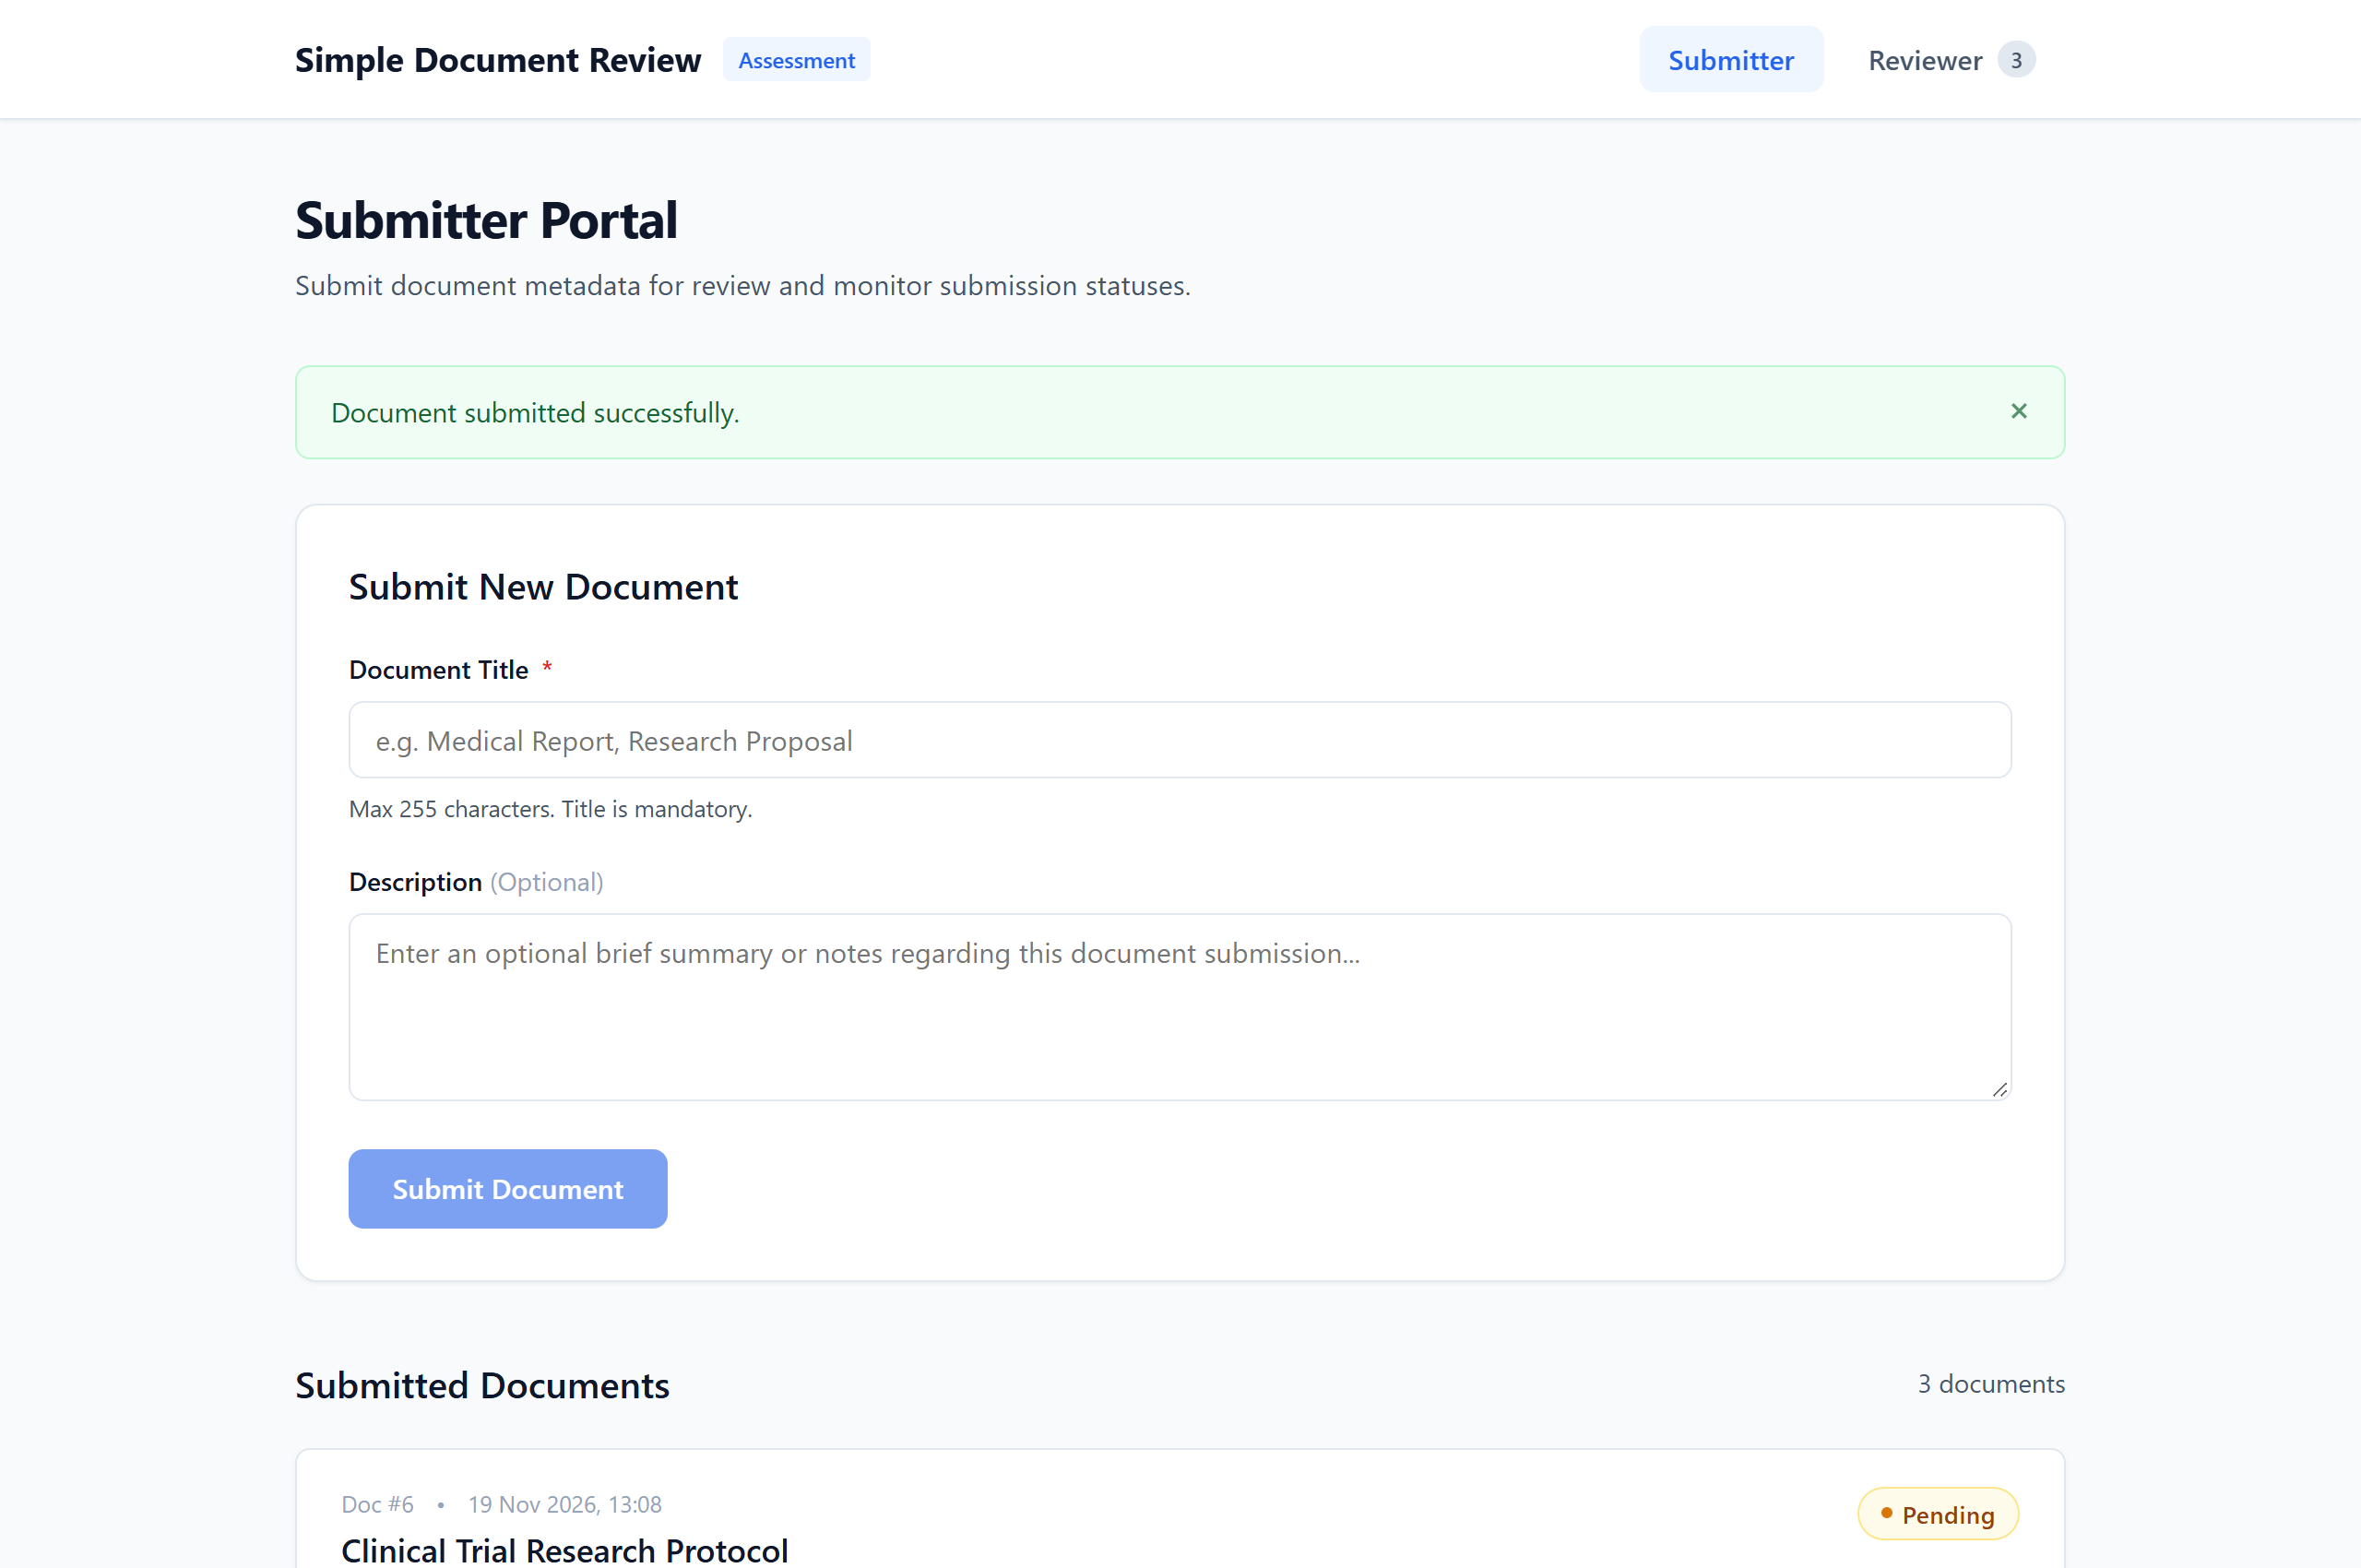 Simple Document Review Assessment Submitter Reviewer 3
Submitter Portal
Submit document metadata for review and monitor submission statuses.
Document submitted successfully. ×
Submit New Document
Document Title *
e.g. Medical Report, Research Proposal
Max 255 characters. Title is mandatory.
Description (Optional)
Enter an optional brief summary or notes regarding this document submission...
Submit Document
Submitted Documents 3 documents
Doc #6 • 19 Nov 2026, 13:08 Pending
Clinical Trial Research Protocol